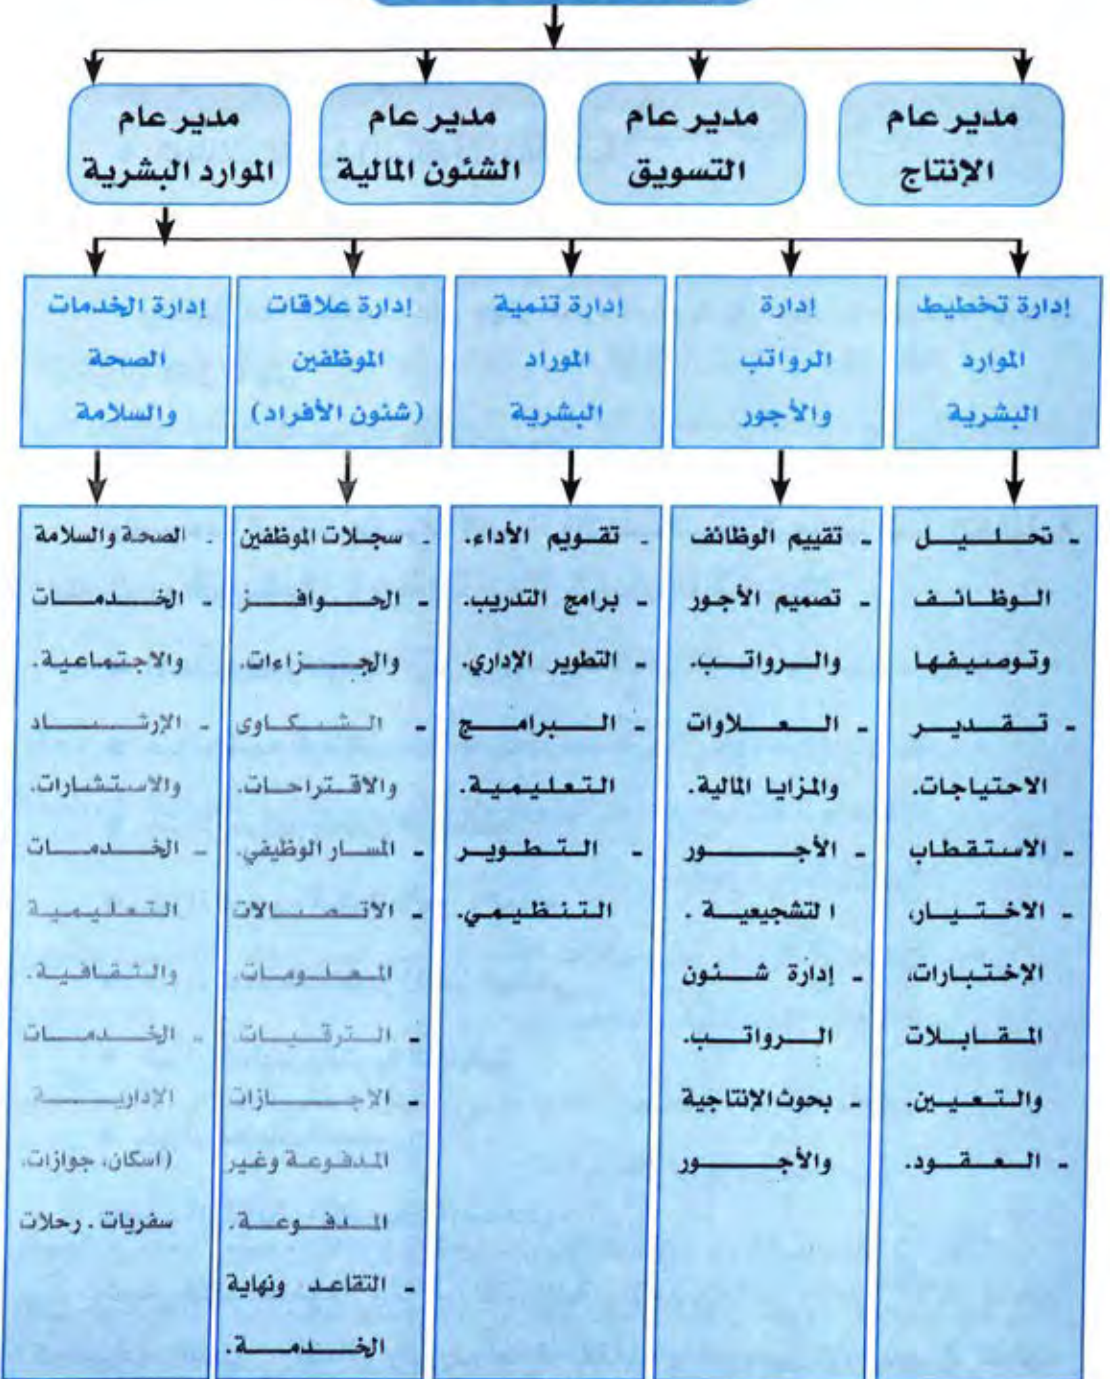 مدير عام
الإنتاج
مدير عام
التسويق
مدير عام
الشئون المالية
مدير عام
الموارد البشرية
إدارة تخطيط
الموارد
البشرية
إدارة
الرواتب
والأجور
إدارة تنمية
الموراد
البشرية
إدارة علاقات
الموظفين
(شئون الأفراد)
إدارة الخدمات
الصحة
والسلامة
- تحليل
الوظائف
وتوصيفها
- تقدير
الاحتياجات.
- الاستقطاب
- الاختيار،
الإختبارات،
المقابلات
والتعيين.
- العقود.
- تقييم الوظائف
- تصميم الأجور
والرواتب.
- العلاوات
والمزايا المالية.
- الأجور
التشجيعية .
- إدارة شئون
الرواتب.
- بحوث الإنتاجية
والأجور
- تقويم الأداء.
- برامج التدريب.
- التطوير الإداري.
- البرامج
التعليمية.
- التطوير
التنظيمي.
- سجلات الموظفين
- الحوافز
والجزاءات.
- الشكاوى
والاقتراحات.
- المسار الوظيفي.
- الاتصالات
المعلومات.
- الترقيات.
- الاجازات
المدفوعة وغير
المدفوعة.
- التقاعد ونهاية
الخدمة.
- الصحة والسلامة
- الخدمات
والاجتماعية.
- الإرشاد
والاستشارات.
- الخدمات
التعليمية
والثقافية.
- الخدمات
الإدارية
(اسكان، جوازات،
سفريات . رحلات